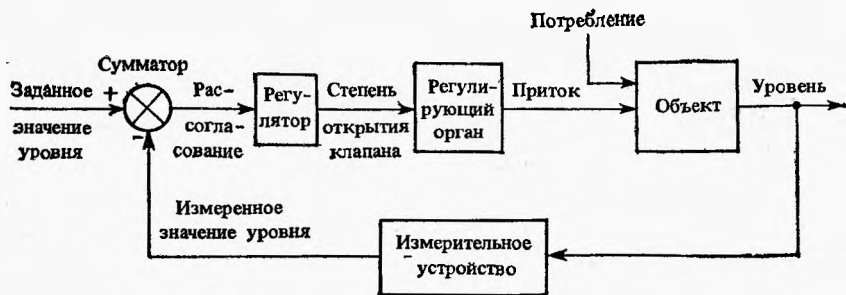 Потребление
Сумматор
Заданное
значение
уровня
+
-
Рас-
согла-
сование
Регу-
лятор
Степень
открытия
клапана
Регули-
рующий
орган
Приток
Объект
Уровень
Измеренное
значение уровня
Измерительное
устройство